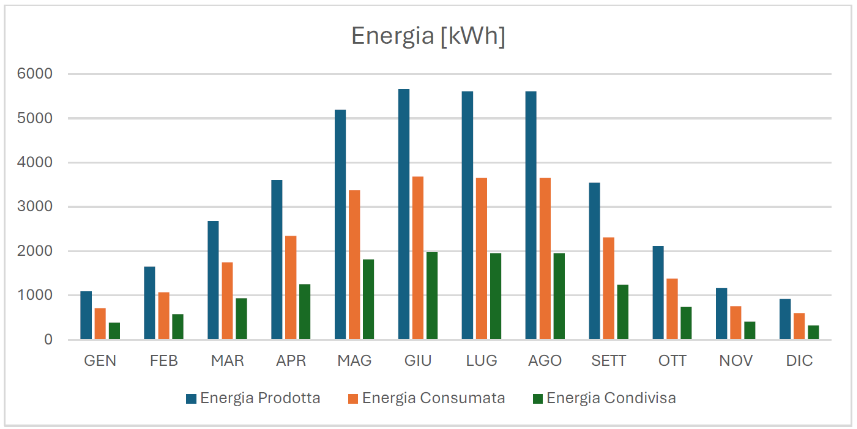 Energia [kWh]
6000
5000
4000
3000
2000
1000
0
GEN FEB MAR APR MAG GIU LUG AGO SETT OTT NOV DIC
Energia Prodotta Energia Consumata Energia Condivisa